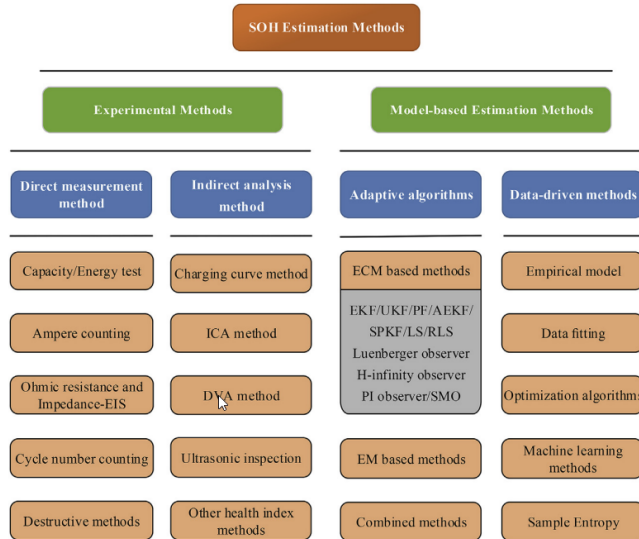 SOH Estimation Methods
Experimental Methods
Model-based Estimation Methods
Direct measurement
method
Indirect analysis
method
Adaptive algorithms
Data-driven methods
Capacity/Energy test
Ampere counting
Ohmic resistance and
Impedance-EIS
Cycle number counting
Destructive methods
Charging curve method
ICA method
DVA method
Ultrasonic inspection
Other health index
methods
ECM based methods
EKF/UKF/PF/AEKF/
SPKF/LS/RLS
Luenberger observer
H-infinity observer
PI observer/SMO
EM based methods
Combined methods
Empirical model
Data fitting
Optimization algorithms
Machine learning
methods
Sample Entropy